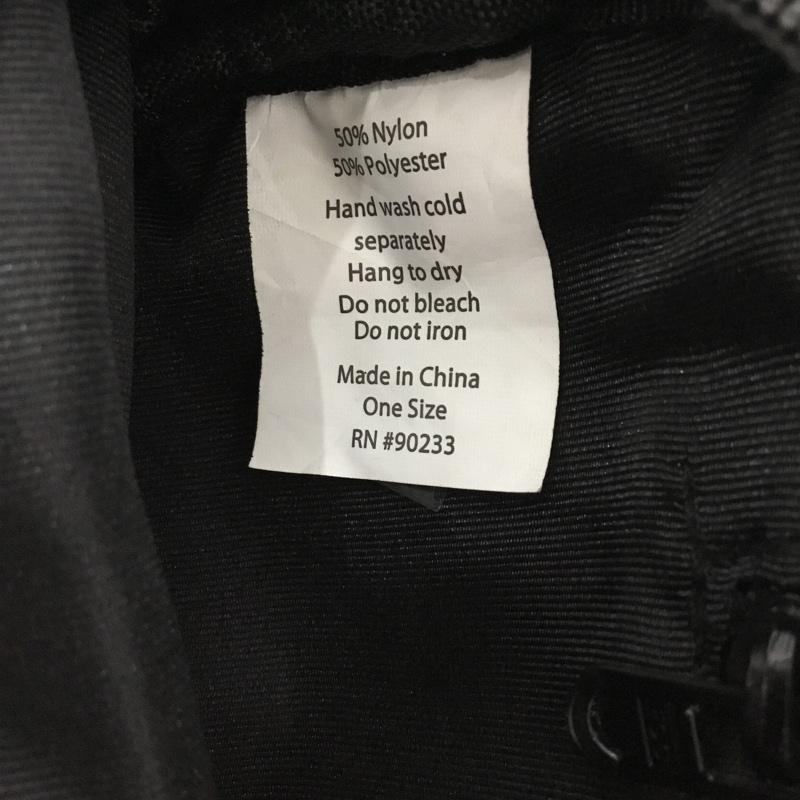 50% Nylon
50% Polyester
Hand wash cold
separately
Hang to dry
Do not bleach
Do not iron
Made in China
One Size
RN #90233